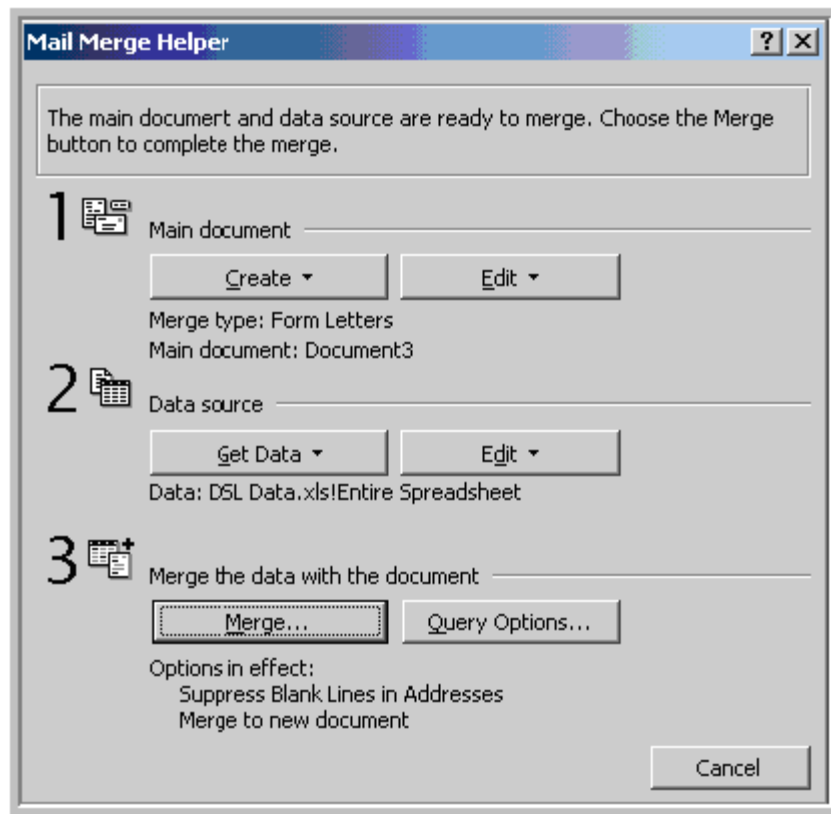 Mail Merge Helper
The main document and data source are ready to merge. Choose the Merge
button to complete the merge.
1
Main document
Create Edit
Merge type: Form Letters
Main document: Document3
2
Data source
Get Data Edit
Data: DSL Data.xls!Entire Spreadsheet
3
Merge the data with the document
Merge... Query Options...
Options in effect:
Suppress Blank Lines in Addresses
Merge to new document
Cancel